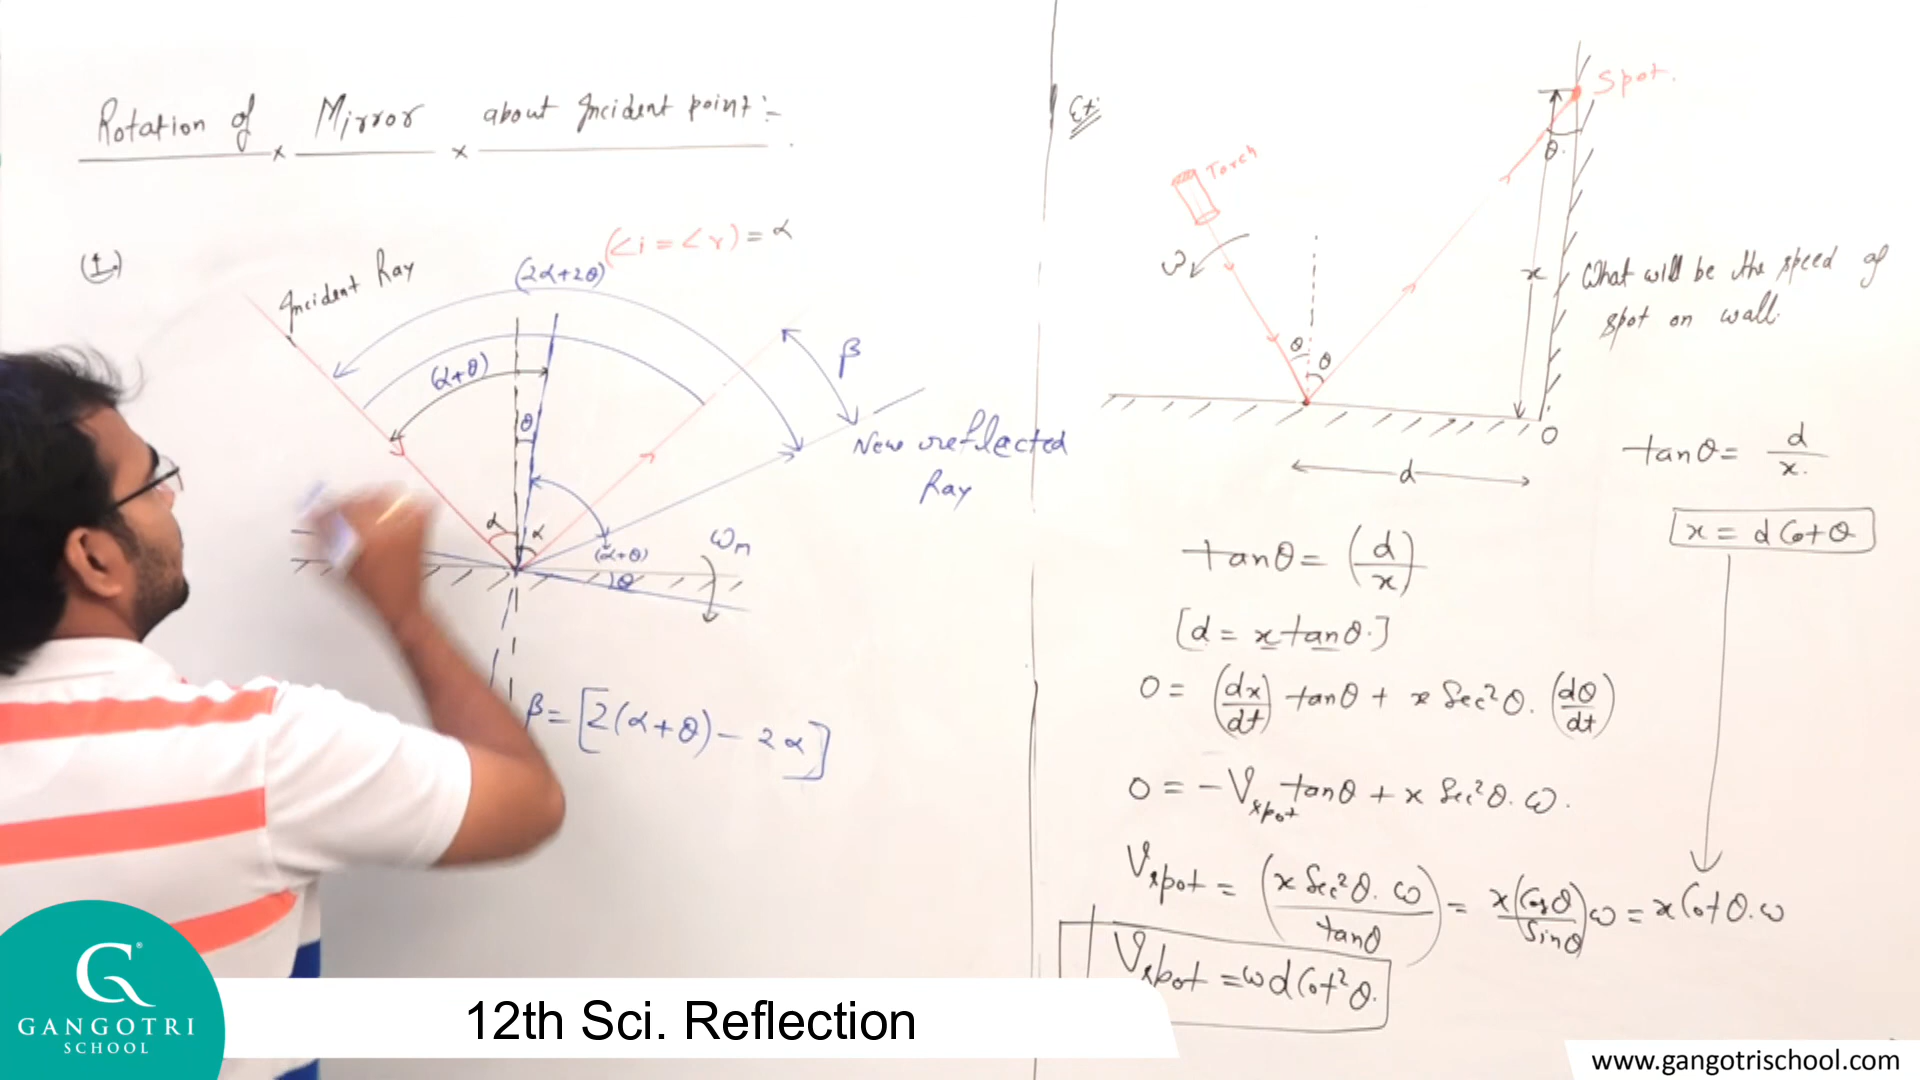 Rotation of Mirror about Incident point :-
(1.)
Incident Ray
(∠i = ∠r) = α
(2α+2θ)
(α+θ)
θ
β
New reflected
Ray
α
α
(α+θ)
θ
ωm
β = [2(α+θ) - 2α]
Ex:
Torch
ω
θ
θ
Spot.
θ.
x
What will be the speed of
spot on wall.
O
d
tanθ = d/x.
x = d Cotθ
tanθ = (d/x)
[d = x tanθ.]
0 = (dx/dt) tanθ + x Sec²θ. (dθ/dt)
0 = -Vspot tanθ + x Sec²θ. ω.
Vspot = (x Sec²θ. ω/tanθ) = x(Cosθ/Sinθ)ω = x Cotθ.ω
Vspot = ωd Cot²θ.
GANGOTRI
SCHOOL
12th Sci. Reflection
www.gangotrischool.com